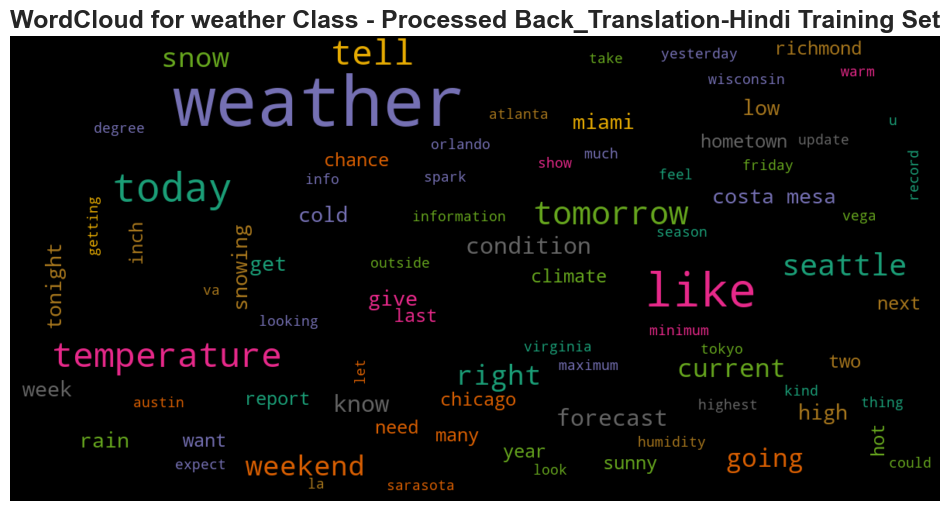 WordCloud for weather Class - Processed Back_Translation-Hindi Training Set
snow
tell
take
yesterday
richmond
weather
wisconsin
warm
degree
atlanta
miami
low
u
orlando
hometown
update
chance
show
much
friday
record
today
info
spark
feel
costa mesa
getting
inch
cold
information
tomorrow
vega
season
tonight
snowing
get
condition
outside
climate
seattle
va
give
last
like
next
looking
minimum
temperature
virginia
tokyo
week
let
right
maximum
current
two
austin
report
know
chicago
kind
thing
highest
high
need
many
forecast
rain
want
year
humidity
hot
expect
weekend
look
sunny
going
could
la
sarasota